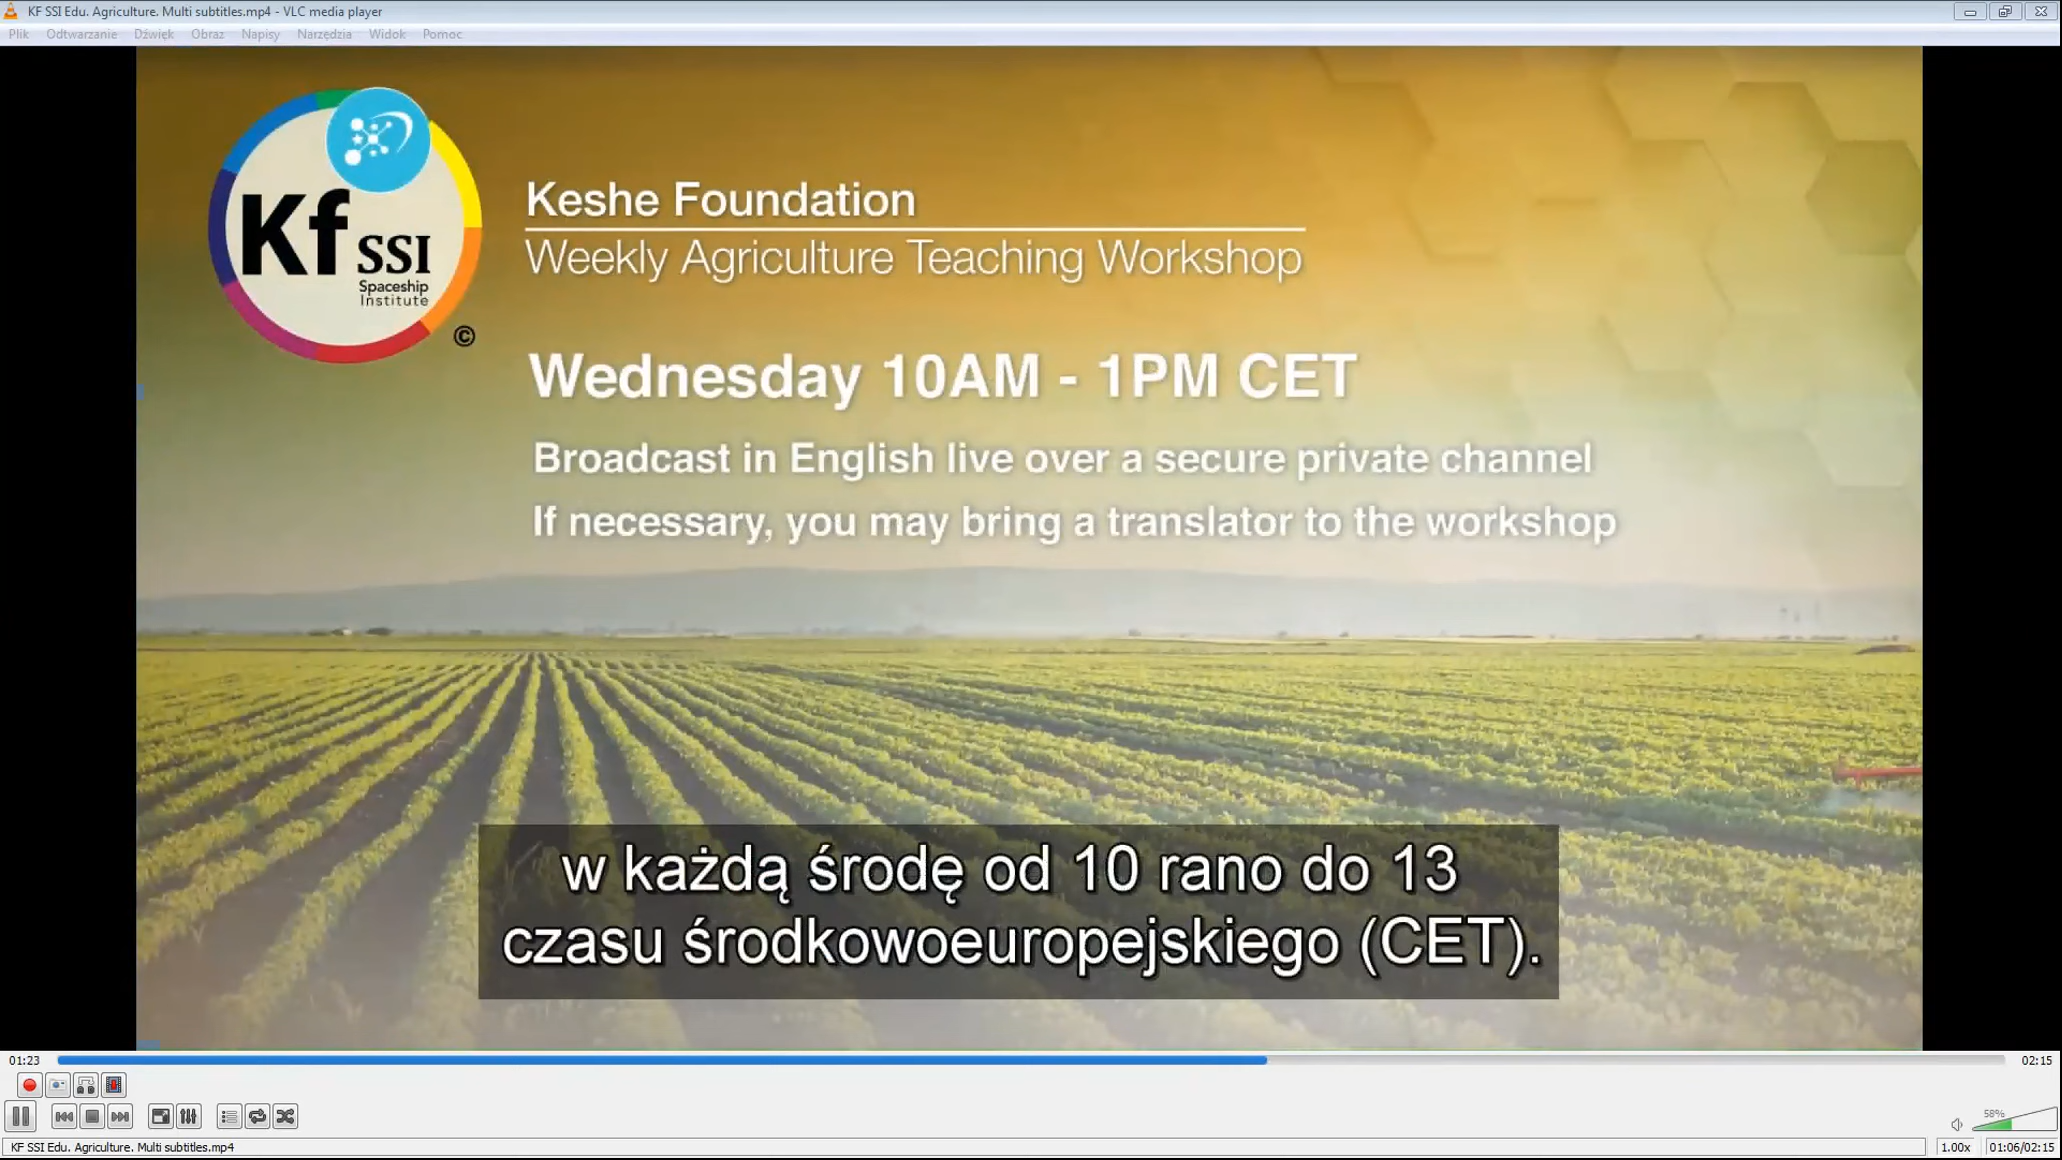 KF SSI Edu. Agriculture. Multi subtitles.mp4 - VLC media player
Plik Odtwarzanie Dźwięk Obraz Napisy Narzędzia Widok Pomoc
Kf SSI
Spaceship
Institute
©
Keshe Foundation
Weekly Agriculture Teaching Workshop
Wednesday 10AM - 1PM CET
Broadcast in English live over a secure private channel
If necessary, you may bring a translator to the workshop
w każdą środę od 10 rano do 13
czasu środkowoeuropejskiego (CET).
01:23 02:15
58%
KF SSI Edu. Agriculture. Multi subtitles.mp4 1.00x 01:06/02:15